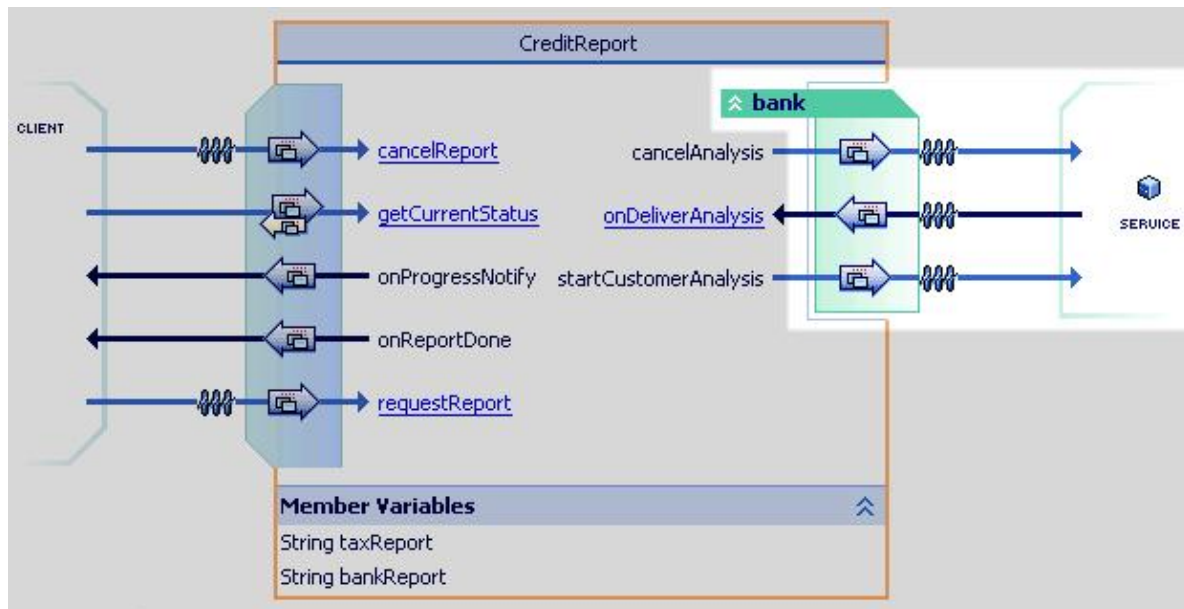 CreditReport
CLIENT
cancelReport
getCurrentStatus
onProgressNotify
onReportDone
requestReport
bank
cancelAnalysis
onDeliverAnalysis
startCustomerAnalysis
SERVICE
Member Variables
String taxReport
String bankReport